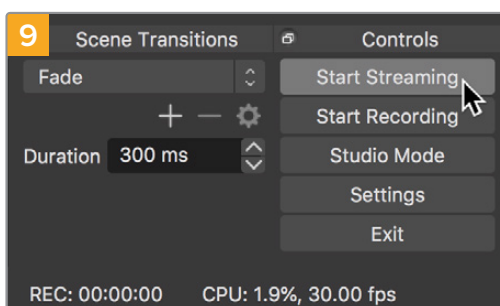 9
Scene Transitions
Controls
Fade
Start Streaming
Start Recording
Duration 300 ms
Studio Mode
Settings
Exit
REC: 00:00:00 CPU: 1.9%, 30.00 fps